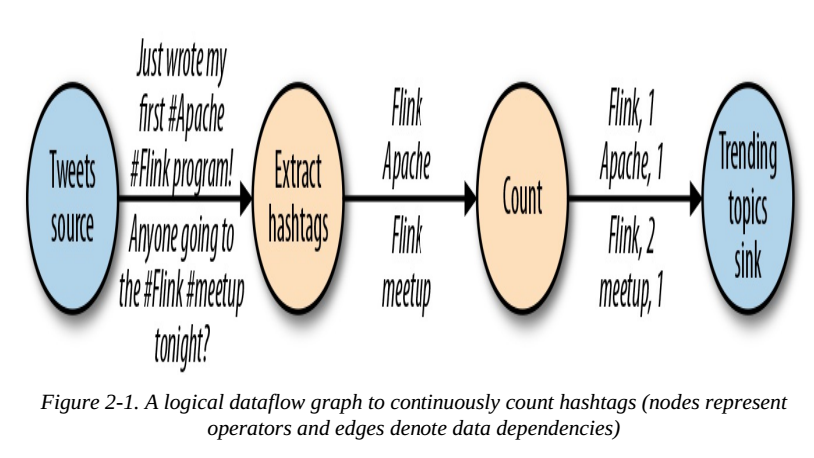 Tweets
source
Just wrote my
first #Apache
#Flink program!
Anyone going to
the #Flink #meetup
tonight?
Extract
hashtags
Flink
Apache
Flink
meetup
Count
Flink, 1
Apache, 1
Flink, 2
meetup, 1
Trending
topics
sink
Figure 2-1. A logical dataflow graph to continuously count hashtags (nodes represent
operators and edges denote data dependencies)